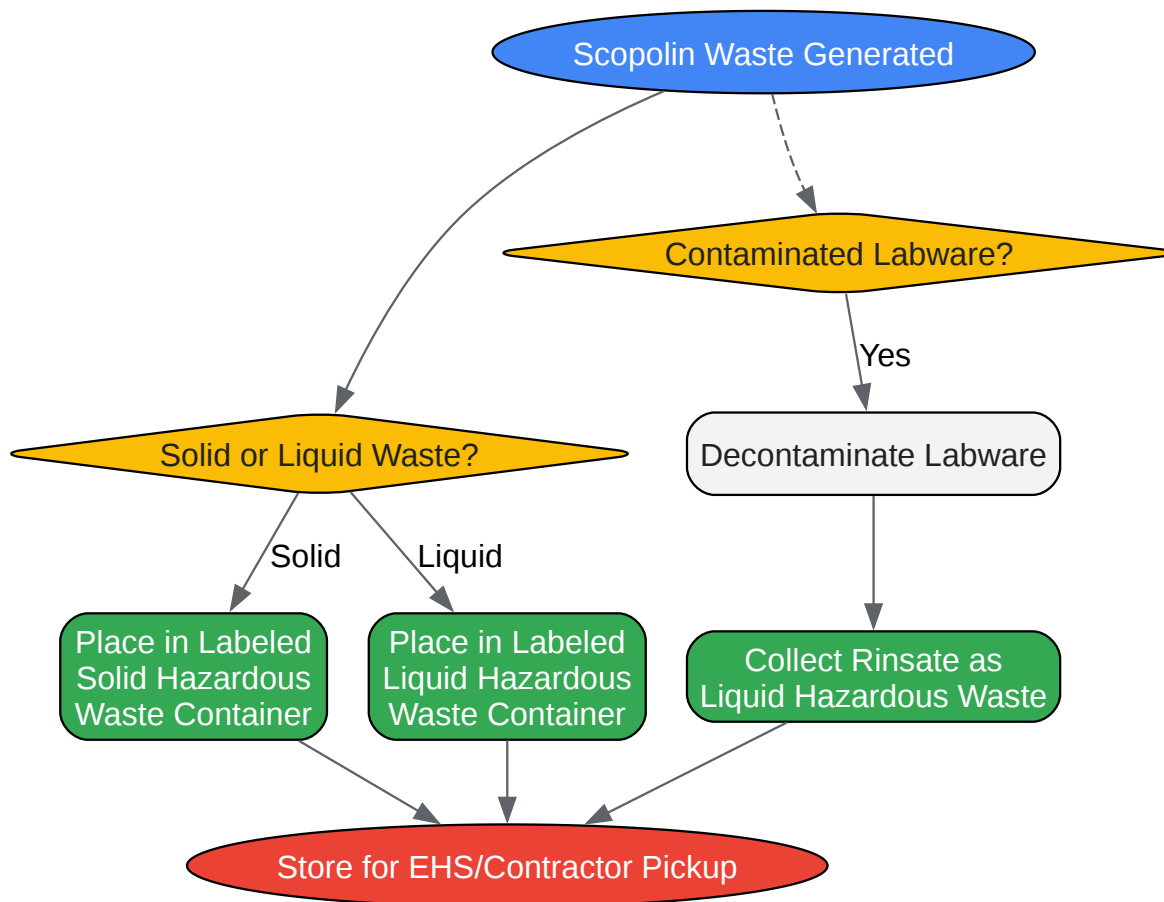 Scopolin Waste Generated
Contaminated Labware?
Yes
Solid or Liquid Waste?
Decontaminate Labware
Solid
Liquid
Place in Labeled
Solid Hazardous
Waste Container
Place in Labeled
Liquid Hazardous
Waste Container
Collect Rinsate as
Liquid Hazardous Waste
Store for EHS/Contractor Pickup